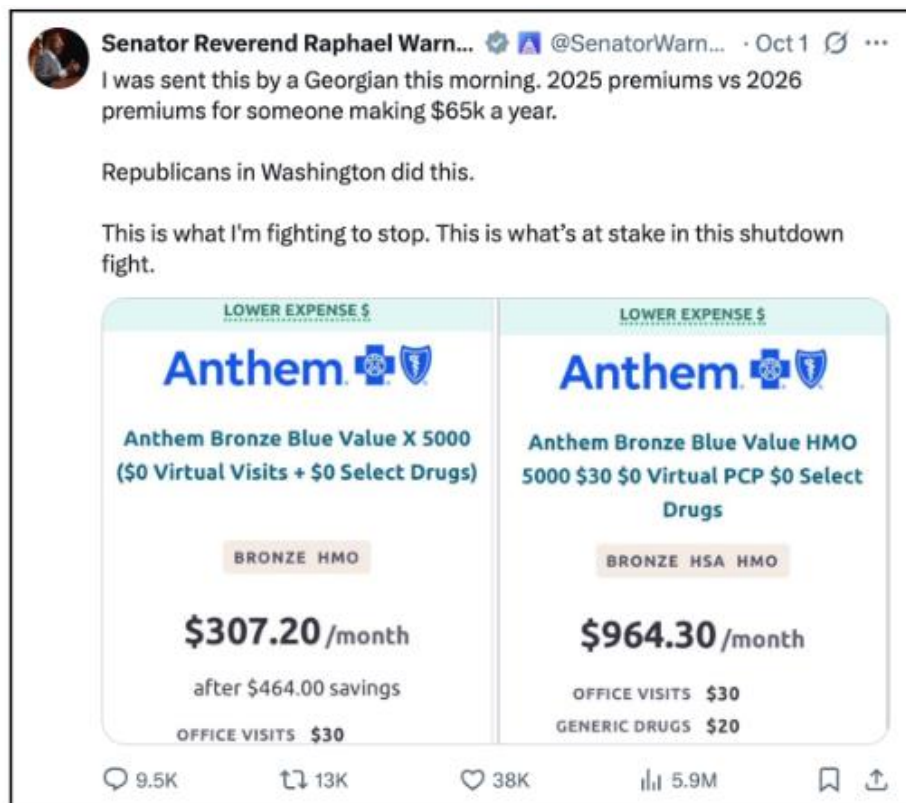 Senator Reverend Raphael Warn... @SenatorWarn... · Oct 1 ...
I was sent this by a Georgian this morning. 2025 premiums vs 2026
premiums for someone making $65k a year.
Republicans in Washington did this.
This is what I'm fighting to stop. This is what's at stake in this shutdown
fight.
LOWER EXPENSE $
Anthem
Anthem Bronze Blue Value X 5000
($0 Virtual Visits + $0 Select Drugs)
BRONZE HMO
$307.20 /month
after $464.00 savings
OFFICE VISITS $30
LOWER EXPENSE $
Anthem
Anthem Bronze Blue Value HMO
5000 $30 $0 Virtual PCP $0 Select
Drugs
BRONZE HSA HMO
$964.30 /month
OFFICE VISITS $30
GENERIC DRUGS $20
9.5K 13K 38K 5.9M